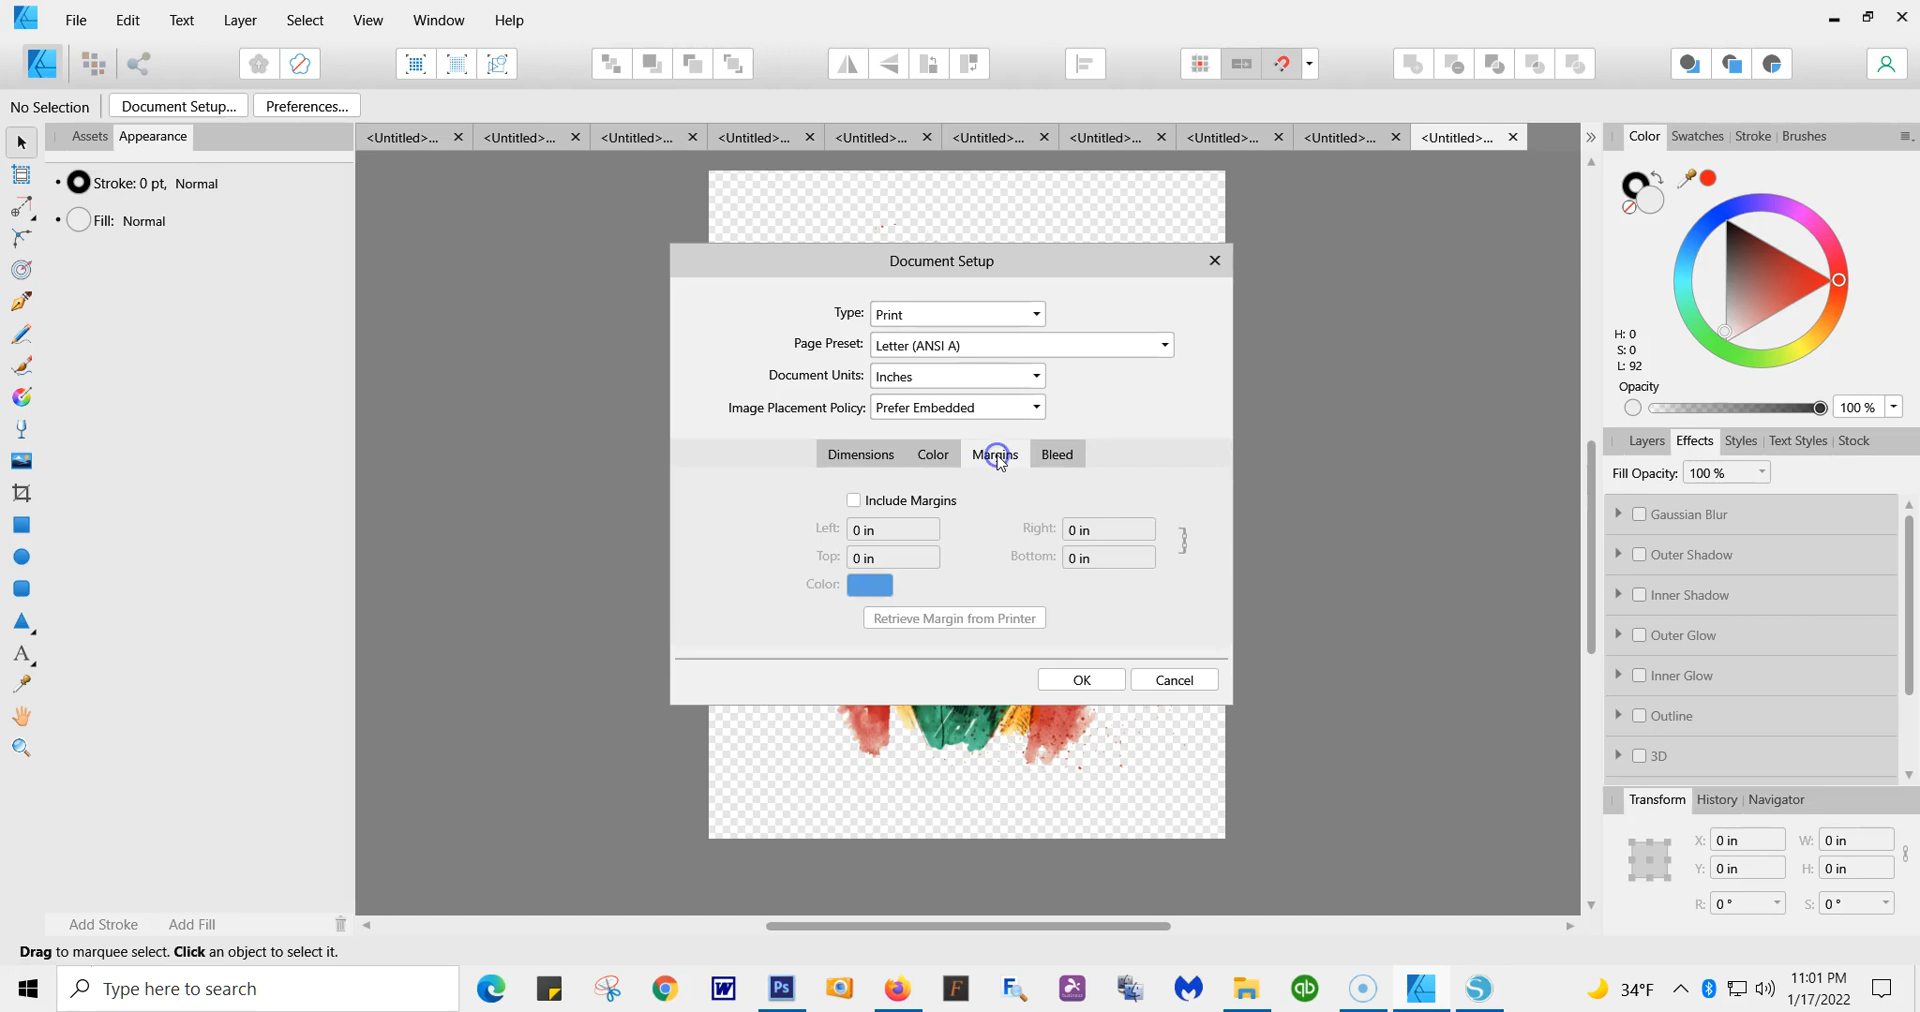 File Edit Text Layer Select View Window Help
No Selection Document Setup... Preferences...
Assets Appearance
<Untitled>... <Untitled>... <Untitled>... <Untitled>... <Untitled>... <Untitled>... <Untitled>... <Untitled>... <Untitled>... <Untitled>...
Color Swatches Stroke Brushes
Stroke: 0 pt, Normal
Fill: Normal
Document Setup
Type: Print
Page Preset: Letter (ANSI A)
Document Units: Inches
Image Placement Policy: Prefer Embedded
Dimensions Color Margins Bleed
Include Margins
Left: 0 in Right: 0 in
Top: 0 in Bottom: 0 in
Color:
Retrieve Margin from Printer
OK Cancel
H: 0
S: 0
L: 92
Opacity
100 %
Layers Effects Styles Text Styles Stock
Fill Opacity: 100 %
Gaussian Blur
Outer Shadow
Inner Shadow
Outer Glow
Inner Glow
Outline
3D
Transform History Navigator
X: 0 in W: 0 in
Y: 0 in H: 0 in
R: 0 ° S: 0 °
Add Stroke Add Fill
Drag to marquee select. Click an object to select it.
Type here to search
34°F
11:01 PM
1/17/2022